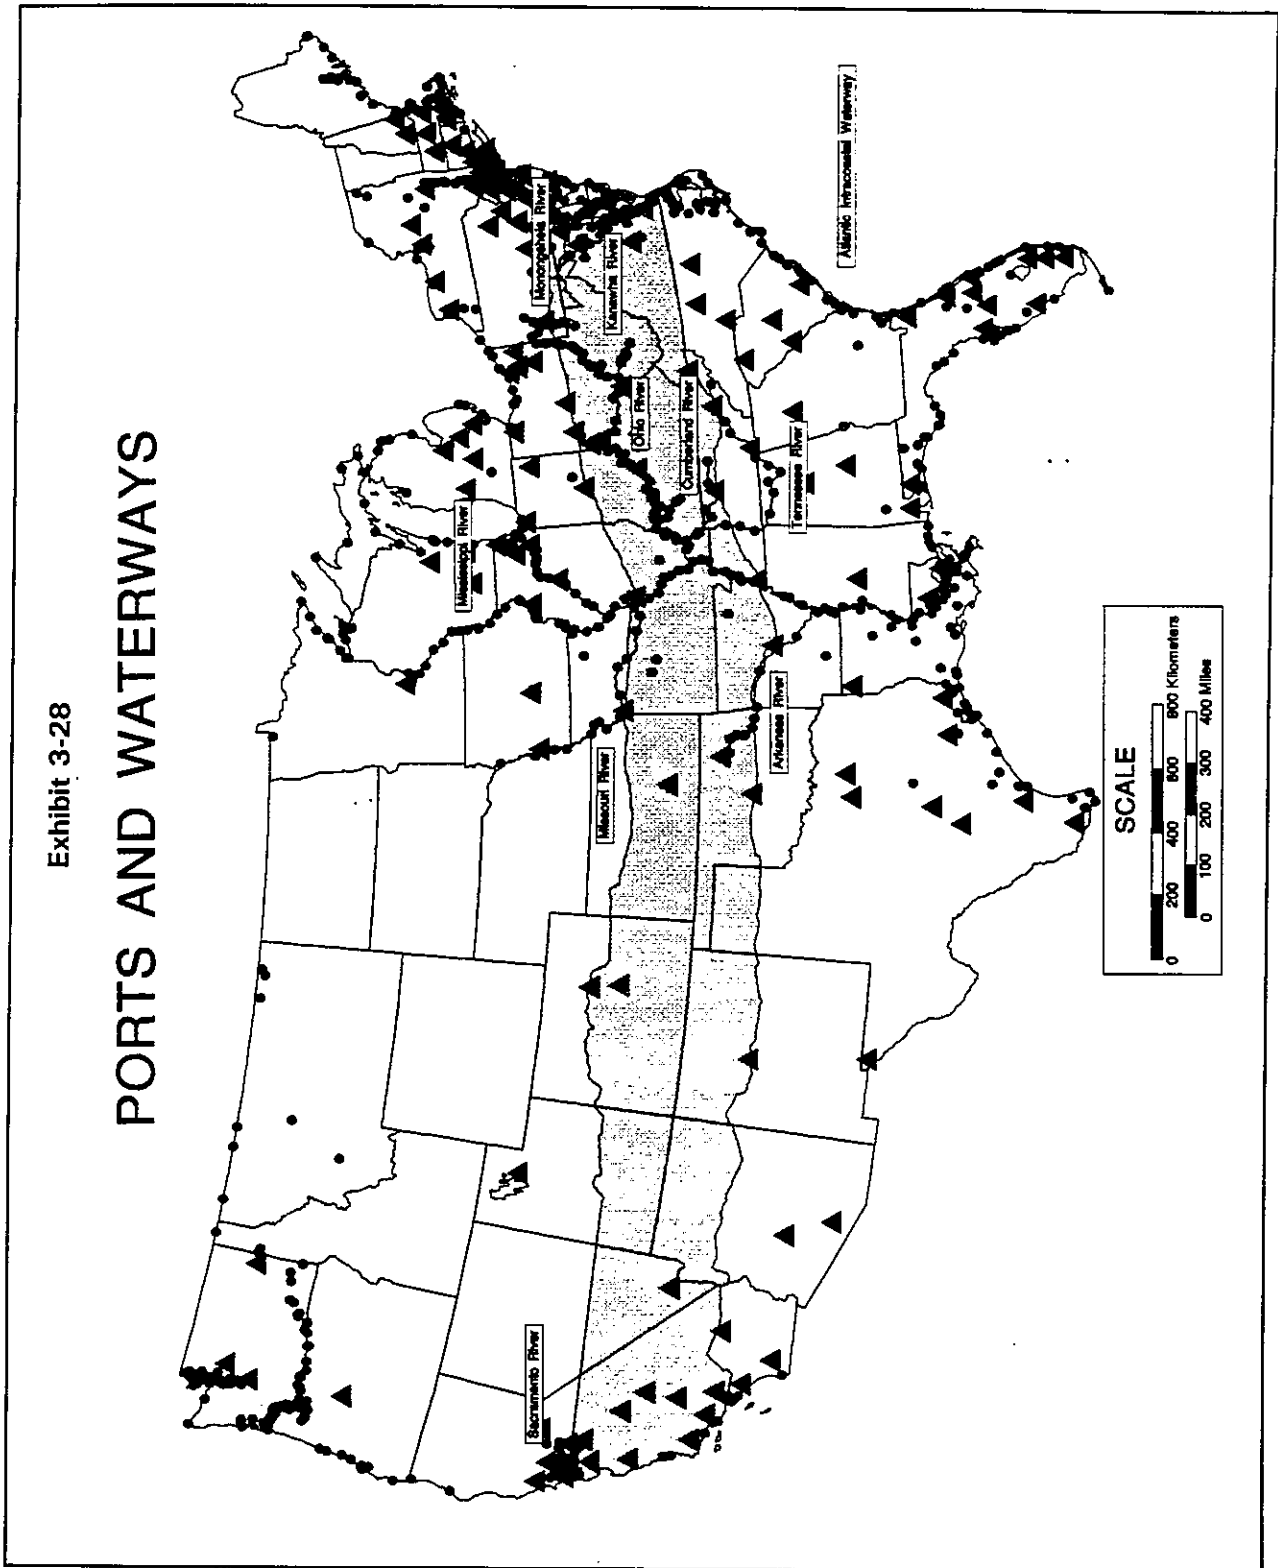 Exhibit 3-28
PORTS AND WATERWAYS
Sacramento River
Missouri River
Arkansas River
Mississippi River
Tennessee River
Cumberland River
Ohio River
Kanawha River
Monongahela River
Atlantic Intracoastal Waterway
SCALE
0 200 400 600 800 Kilometers
0 100 200 300 400 Miles